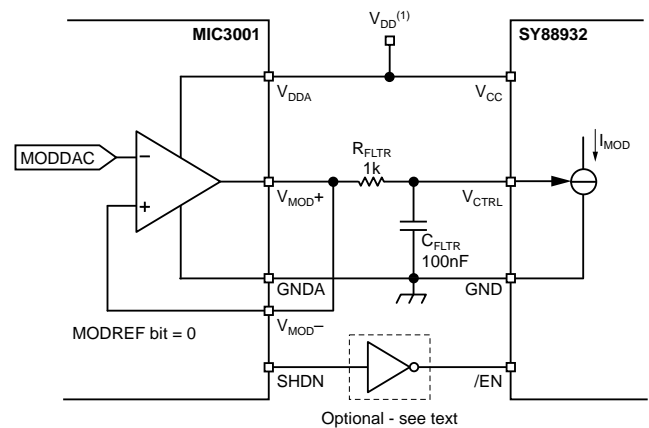 MIC3001
V_DD^(1)
SY88932
V_DDA
V_CC
MODDAC
−
+
R_FLTR
1k
I_MOD
V_MOD+
V_CTRL
C_FLTR
100nF
GNDA
GND
V_MOD−
MODREF bit = 0
SHDN
/EN
Optional - see text